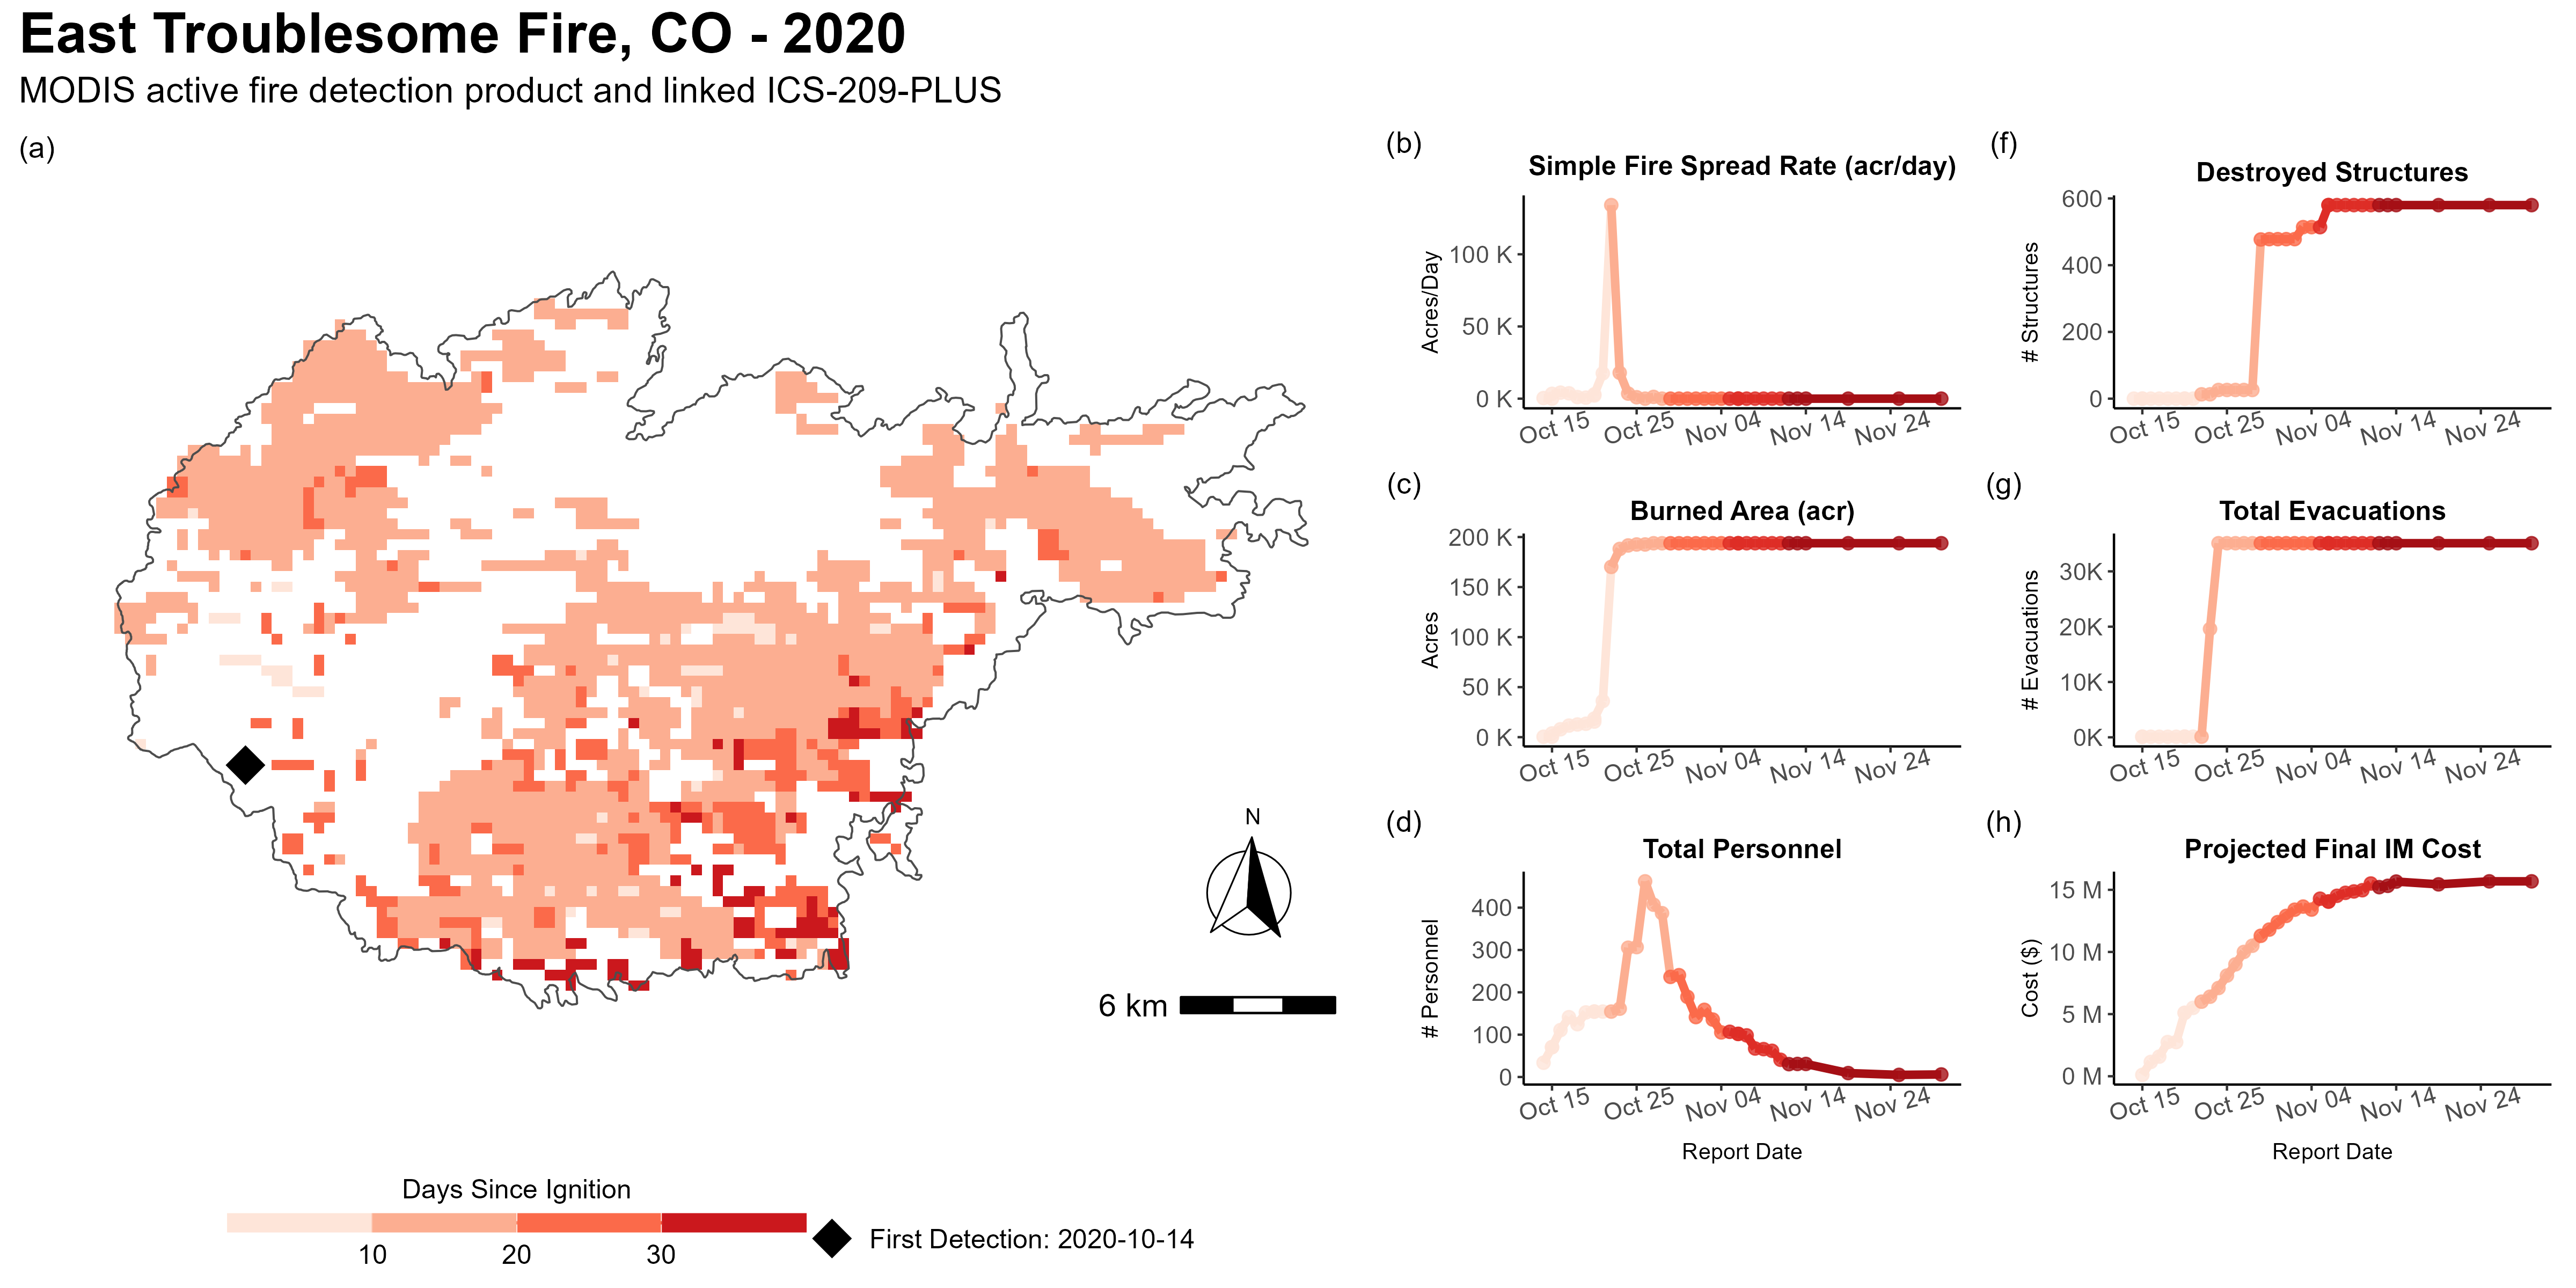 East Troublesome Fire, CO - 2020
MODIS active fire detection product and linked ICS-209-PLUS
(a)
N
6 km
Days Since Ignition
10 20 30
First Detection: 2020-10-14
(b)
Simple Fire Spread Rate (acr/day)
Acres/Day
100 K
50 K
0 K
Oct 15 Oct 25 Nov 04 Nov 14 Nov 24
(c)
Burned Area (acr)
Acres
200 K
150 K
100 K
50 K
0 K
Oct 15 Oct 25 Nov 04 Nov 14 Nov 24
(d)
Total Personnel
# Personnel
400
300
200
100
0
Oct 15 Oct 25 Nov 04 Nov 14 Nov 24
Report Date
(f)
Destroyed Structures
# Structures
600
400
200
0
Oct 15 Oct 25 Nov 04 Nov 14 Nov 24
(g)
Total Evacuations
# Evacuations
30K
20K
10K
0K
Oct 15 Oct 25 Nov 04 Nov 14 Nov 24
(h)
Projected Final IM Cost
Cost ($)
15 M
10 M
5 M
0 M
Oct 15 Oct 25 Nov 04 Nov 14 Nov 24
Report Date